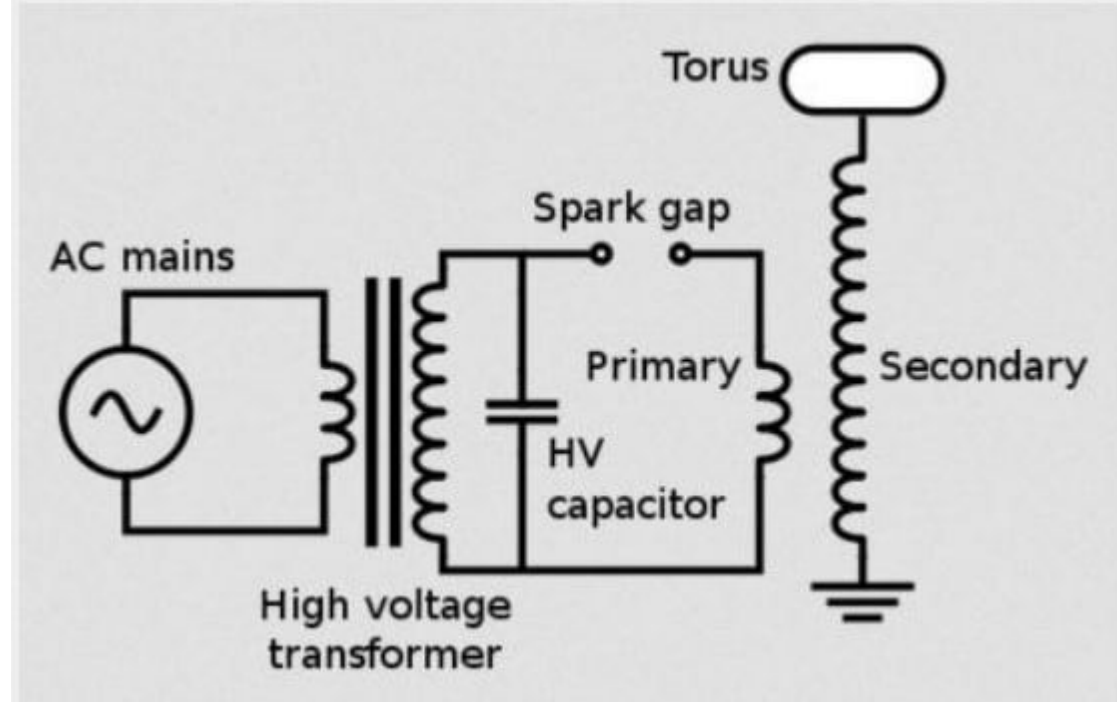 Torus
Spark gap
AC mains
Primary
Secondary
HV
capacitor
High voltage
transformer